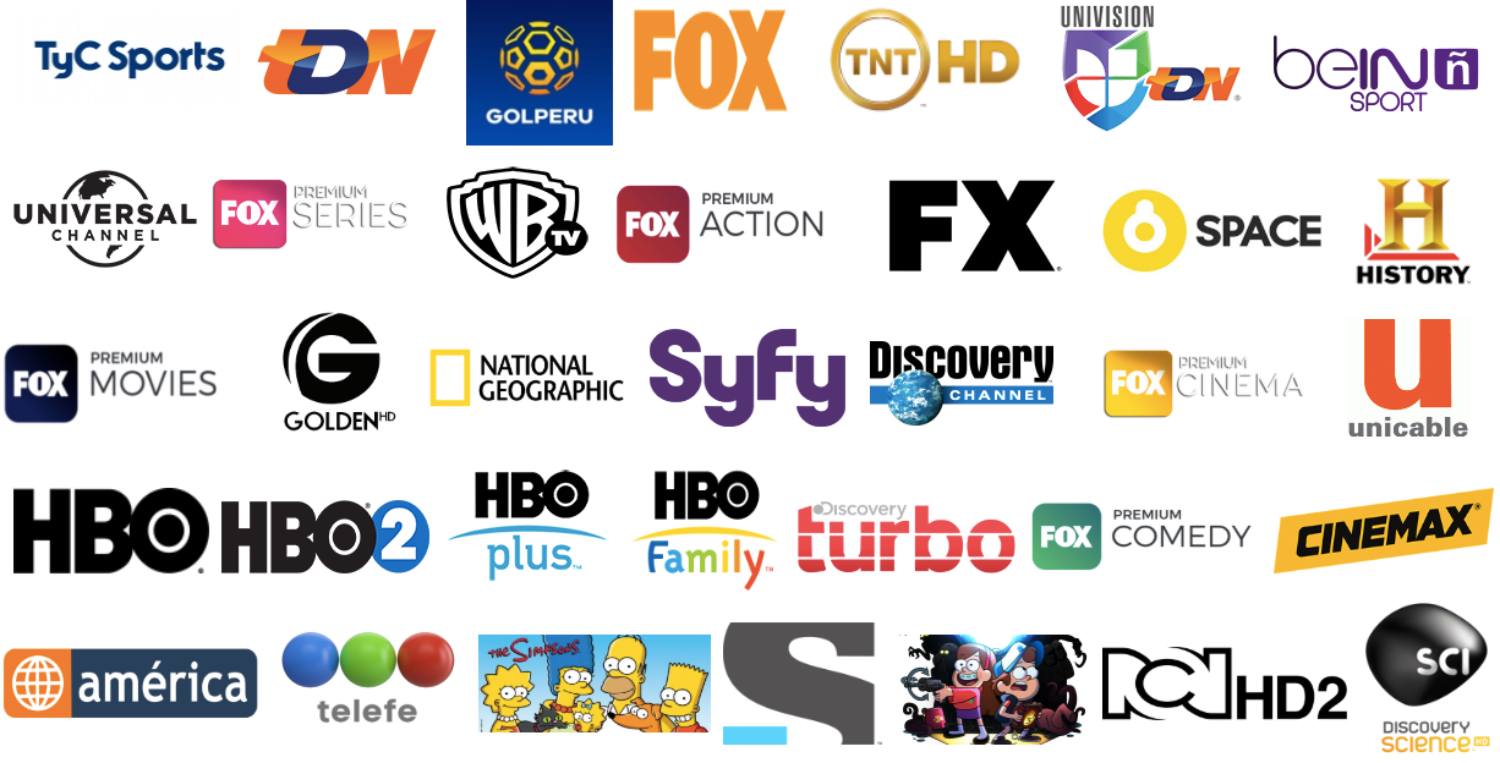 TyC Sports
tDN
GOLPERU
FOX
TNT HD
UNIVISION
tDN
beIN ñ
SPORT
UNIVERSAL
CHANNEL
FOX PREMIUM
SERIES
WB
TV
FOX PREMIUM
ACTION
FX
SPACE
H
HISTORY
FOX PREMIUM
MOVIES
G
GOLDEN HD
NATIONAL
GEOGRAPHIC
Syfy
DIscovery
CHANNEL
FOX PREMIUM
CINEMA
u
unicable
HBO
HBO2
HBO
plus
HBO
Family
Discovery
turbo
FOX PREMIUM
COMEDY
CINEMAX
américa
telefe
THE SIMPSONS
S
RCN HD2
SCI
DISCOVERY
SCIENCE HD